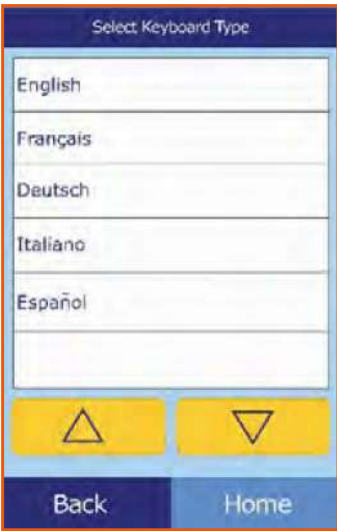 Select Keyboard Type
English
Français
Deutsch
Italiano
Español
Back
Home